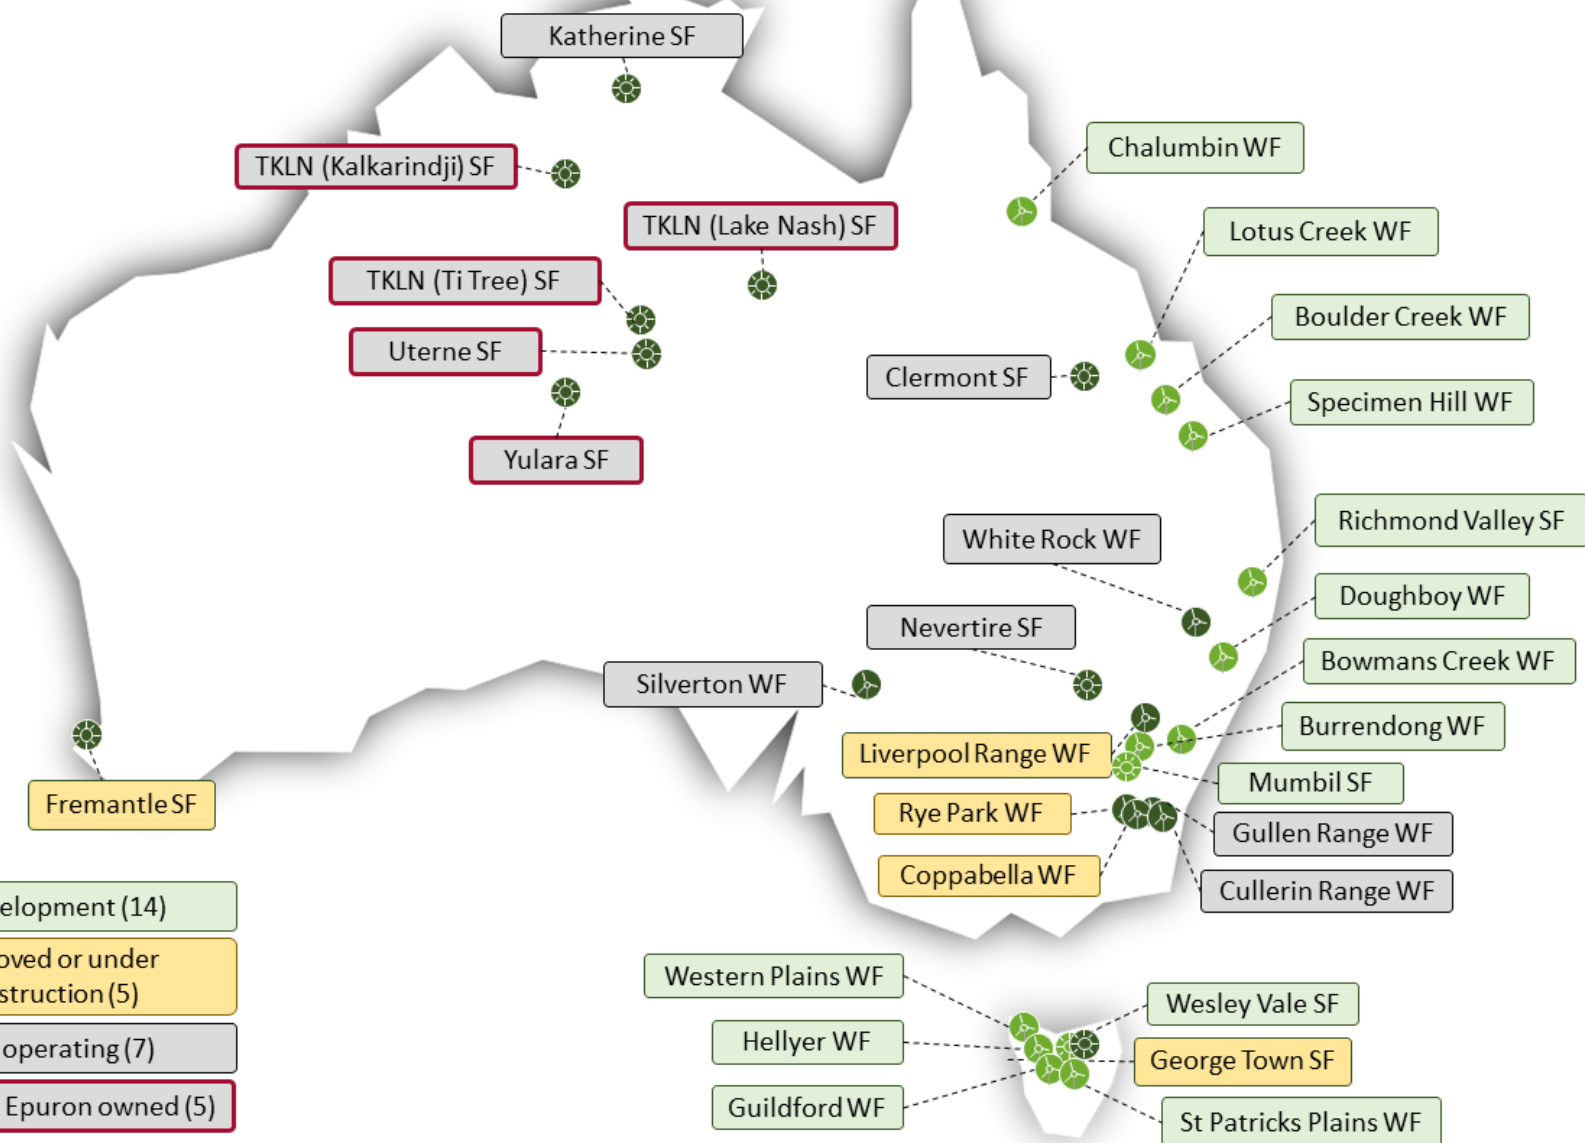 Katherine SF
TKLN (Kalkarindji) SF
Chalumbin WF
TKLN (Lake Nash) SF
Lotus Creek WF
TKLN (Ti Tree) SF
Boulder Creek WF
Uterne SF
Clermont SF
Specimen Hill WF
Yulara SF
Richmond Valley SF
White Rock WF
Doughboy WF
Nevertire SF
Bowmans Creek WF
Silverton WF
Burrendong WF
Liverpool Range WF
Mumbil SF
Fremantle SF
Rye Park WF
Gullen Range WF
Coppabella WF
Cullerin Range WF
elopment (14)
oved or under
struction (5)
operating (7)
Epuron owned (5)
Western Plains WF
Wesley Vale SF
Hellyer WF
George Town SF
Guildford WF
St Patricks Plains WF